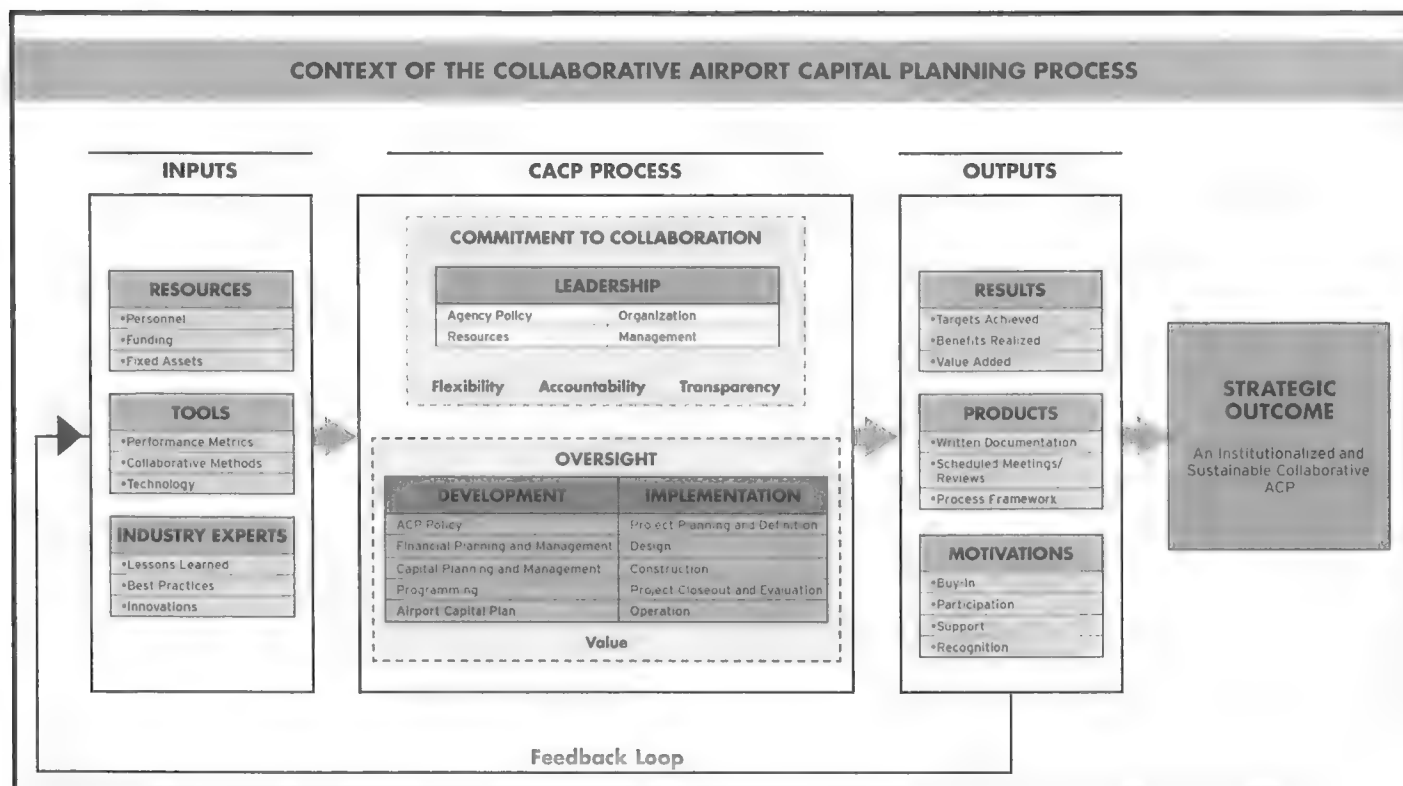 CONTEXT OF THE COLLABORATIVE AIRPORT CAPITAL PLANNING PROCESS
INPUTS
RESOURCES
•Personnel
•Funding
•Fixed Assets
TOOLS
•Performance Metrics
•Collaborative Methods
•Technology
INDUSTRY EXPERTS
•Lessons Learned
•Best Practices
•Innovations
CACP PROCESS
COMMITMENT TO COLLABORATION
LEADERSHIP
Agency Policy Organization
Resources Management
Flexibility Accountability Transparency
OVERSIGHT
DEVELOPMENT
ACP Policy
Financial Planning and Management
Capital Planning and Management
Programming
Airport Capital Plan
IMPLEMENTATION
Project Planning and Definition
Design
Construction
Project Closeout and Evaluation
Operation
Value
OUTPUTS
RESULTS
•Targets Achieved
•Benefits Realized
•Value Added
PRODUCTS
•Written Documentation
•Scheduled Meetings/
Reviews
•Process Framework
MOTIVATIONS
•Buy-In
•Participation
•Support
•Recognition
STRATEGIC
OUTCOME
An Institutionalized and
Sustainable Collaborative
ACP
Feedback Loop